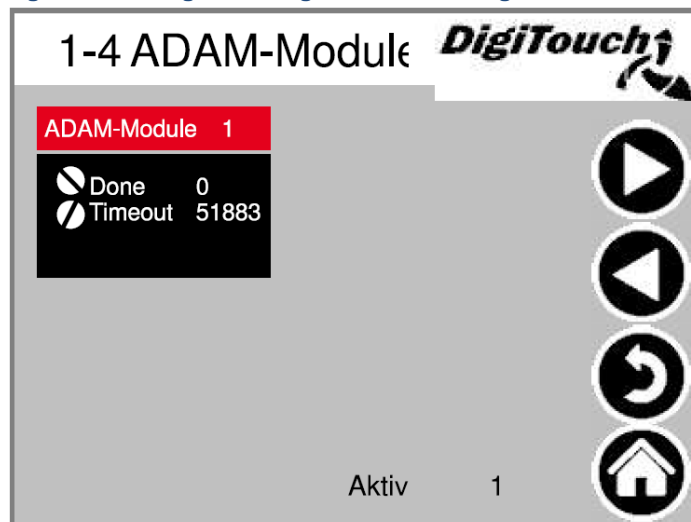 1-4 ADAM-Module
DigiTouch
ADAM-Module 1
Done 0
Timeout 51883
Aktiv 1